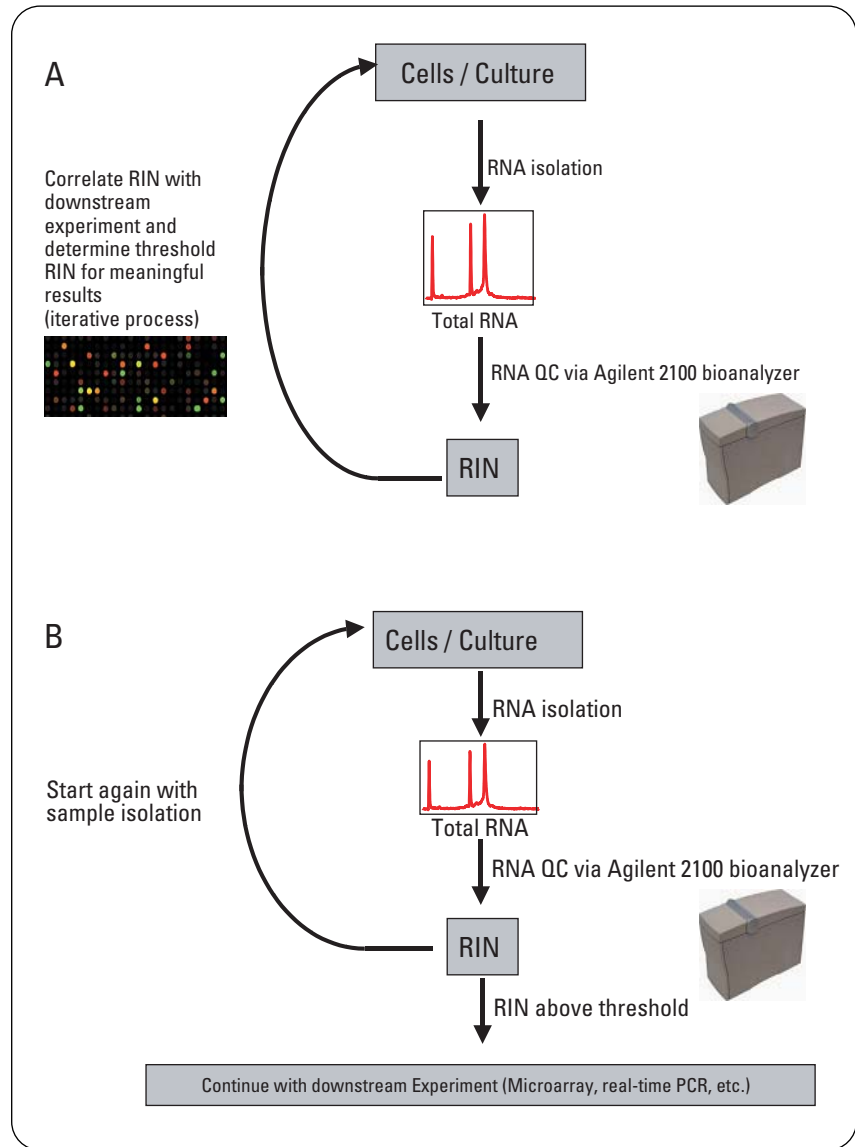 A
Cells / Culture
RNA isolation
Correlate RIN with
downstream
experiment and
determine threshold
RIN for meaningful
results
(iterative process)
Total RNA
RNA QC via Agilent 2100 bioanalyzer
RIN
B
Cells / Culture
RNA isolation
Start again with
sample isolation
Total RNA
RNA QC via Agilent 2100 bioanalyzer
RIN
RIN above threshold
Continue with downstream Experiment (Microarray, real-time PCR, etc.)